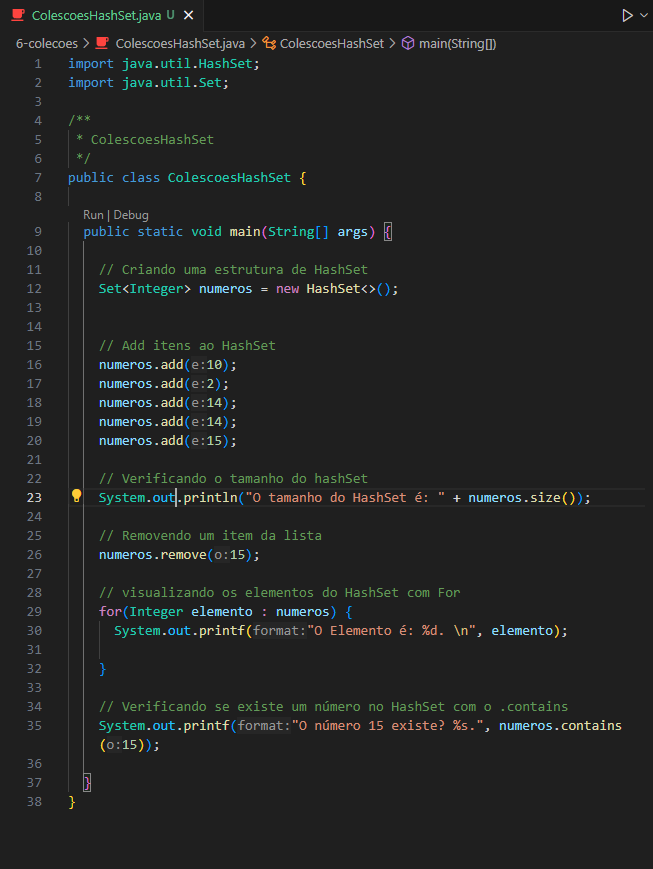 ColescoesHashSet.java U
6-colecoes > ColescoesHashSet.java > ColescoesHashSet > main(String[])
1 import java.util.HashSet;
2 import java.util.Set;
3
4 /**
5 * ColescoesHashSet
6 */
7 public class ColescoesHashSet {
8
Run | Debug
9 public static void main(String[] args) {
10
11 // Criando uma estrutura de HashSet
12 Set<Integer> numeros = new HashSet<>();
13
14
15 // Add itens ao HashSet
16 numeros.add(e:10);
17 numeros.add(e:2);
18 numeros.add(e:14);
19 numeros.add(e:14);
20 numeros.add(e:15);
21
22 // Verificando o tamanho do hashSet
23 System.out.println("O tamanho do HashSet é: " + numeros.size());
24
25 // Removendo um item da lista
26 numeros.remove(o:15);
27
28 // visualizando os elementos do HashSet com For
29 for(Integer elemento : numeros) {
30 System.out.printf(format:"O Elemento é: %d. \n", elemento);
31
32 }
33
34 // Verificando se existe um número no HashSet com o .contains
35 System.out.printf(format:"O número 15 existe? %s.", numeros.contains
(o:15));
36
37 }
38 }